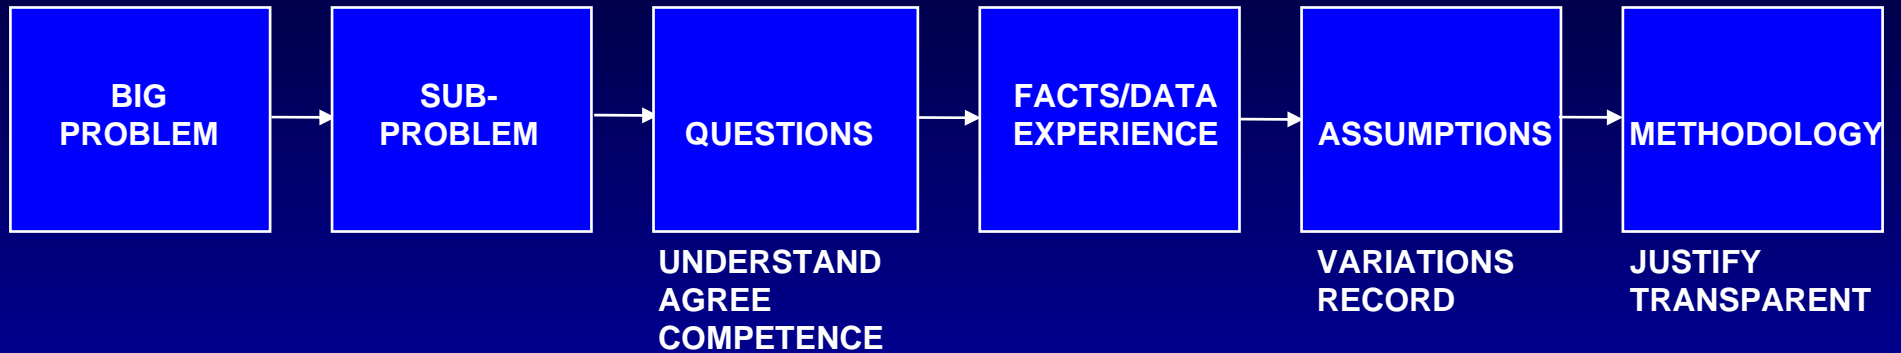 BIG
PROBLEM
SUB-
PROBLEM
QUESTIONS
FACTS/DATA
EXPERIENCE
ASSUMPTIONS
METHODOLOGY
UNDERSTAND
AGREE
COMPETENCE
VARIATIONS
RECORD
JUSTIFY
TRANSPARENT